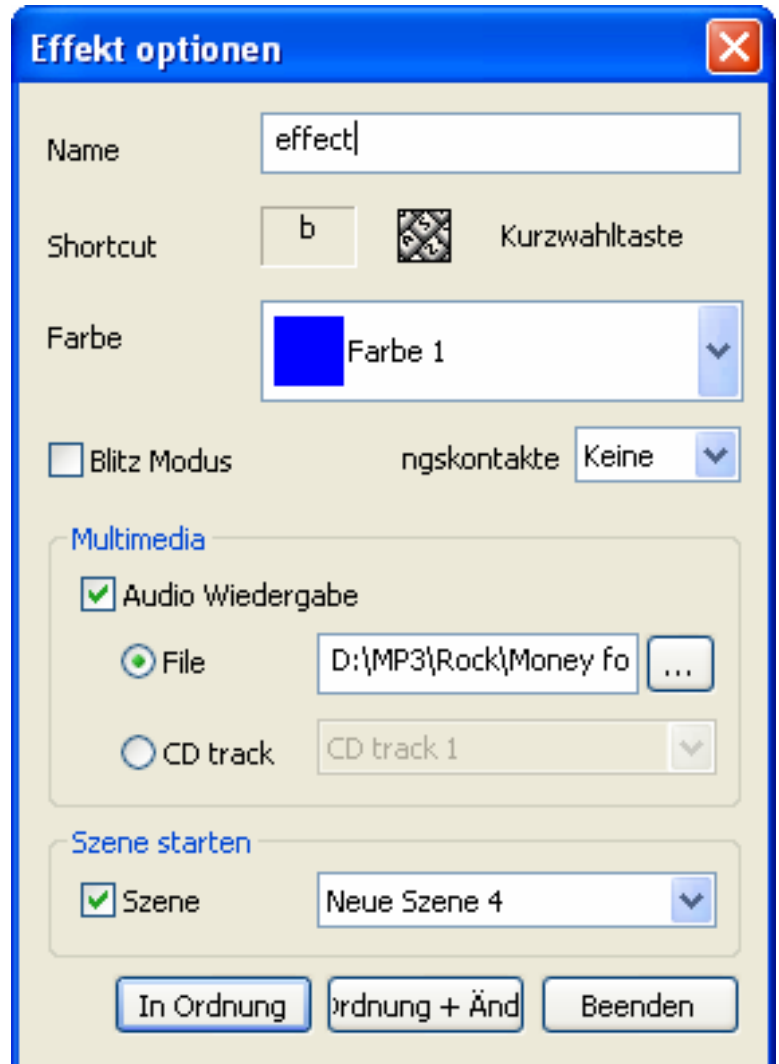 Effekt optionen
Name effect
Shortcut b Kurzwahltaste
Farbe Farbe 1
Blitz Modus ngskontakte Keine
Multimedia
Audio Wiedergabe
File D:\MP3\Rock\Money fo ...
CD track CD track 1
Szene starten
Szene Neue Szene 4
In Ordnung rdnung + Änd Beenden